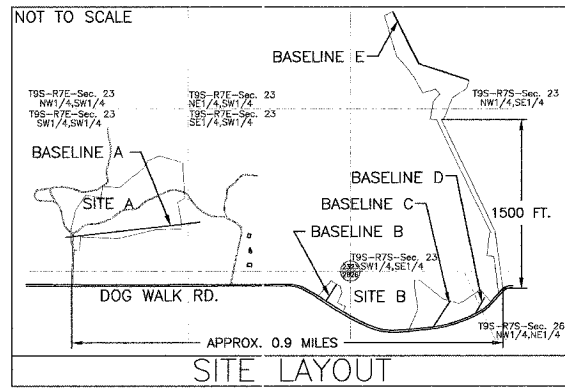 NOT TO SCALE
BASELINE E
T9S-R7E-Sec. 23
NW1/4,SW1/4
T9S-R7E-Sec. 23
SW1/4,SW1/4
T9S-R7E-Sec. 23
NE1/4,SW1/4
T9S-R7E-Sec. 23
SE1/4,SW1/4
T9S-R7S-Sec. 23
NW1/4,SE1/4
BASELINE A
BASELINE D
SITE A
BASELINE C
1500 FT.
BASELINE B
T9S-R7S-Sec. 23
SW1/4,SE1/4
DOG WALK RD.
SITE B
T9S-R7S-Sec. 26
NW1/4,NE1/4
APPROX. 0.9 MILES
SITE LAYOUT